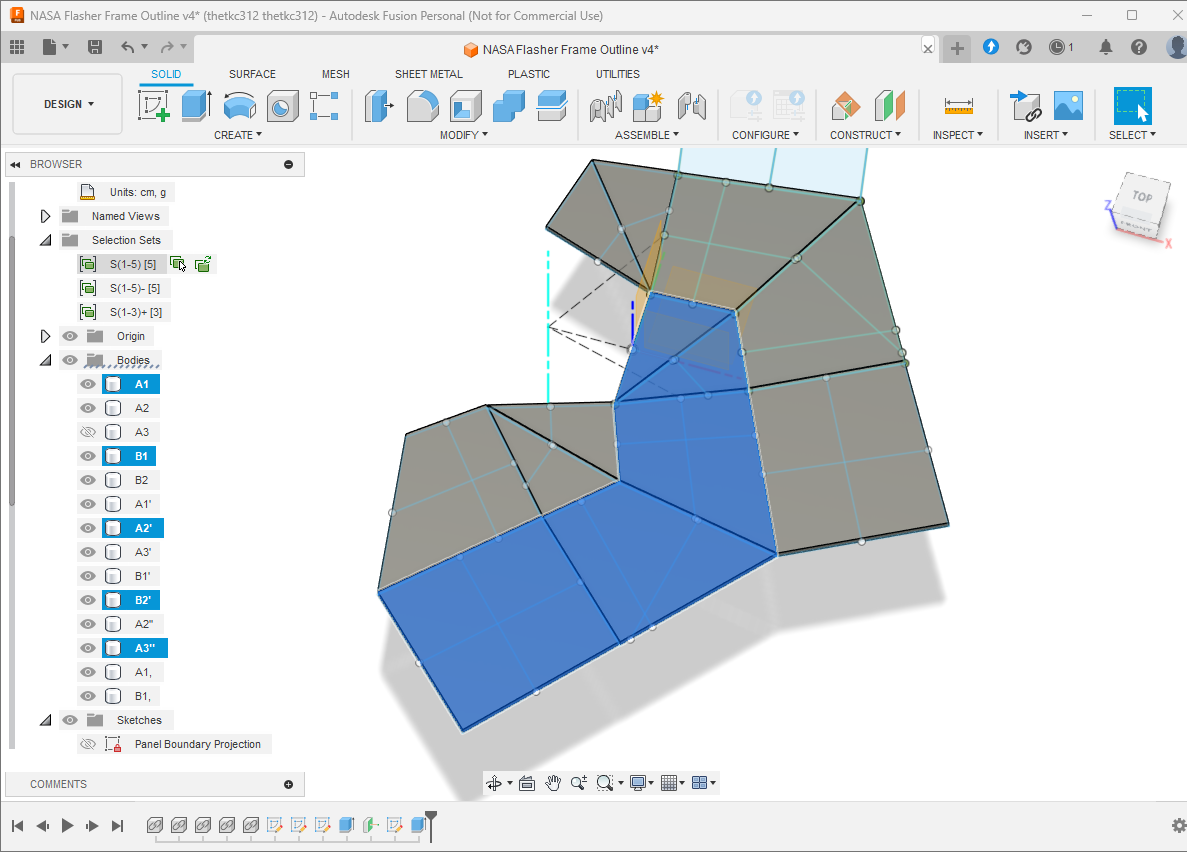 NASA Flasher Frame Outline v4* (thetkc312 thetkc312) - Autodesk Fusion Personal (Not for Commercial Use)
NASA Flasher Frame Outline v4*
1
SOLID SURFACE MESH SHEET METAL PLASTIC UTILITIES
DESIGN
CREATE MODIFY ASSEMBLE CONFIGURE CONSTRUCT INSPECT INSERT SELECT
BROWSER
Units: cm, g
Named Views
Selection Sets
S(1-5) [5]
S(1-5)- [5]
S(1-3)+ [3]
Origin
Bodies
A1
A2
A3
B1
B2
A1'
A2'
A3'
B1'
B2'
A2"
A3"
A1,
B1,
Sketches
Panel Boundary Projection
COMMENTS
TOP
FRONT
Z
X